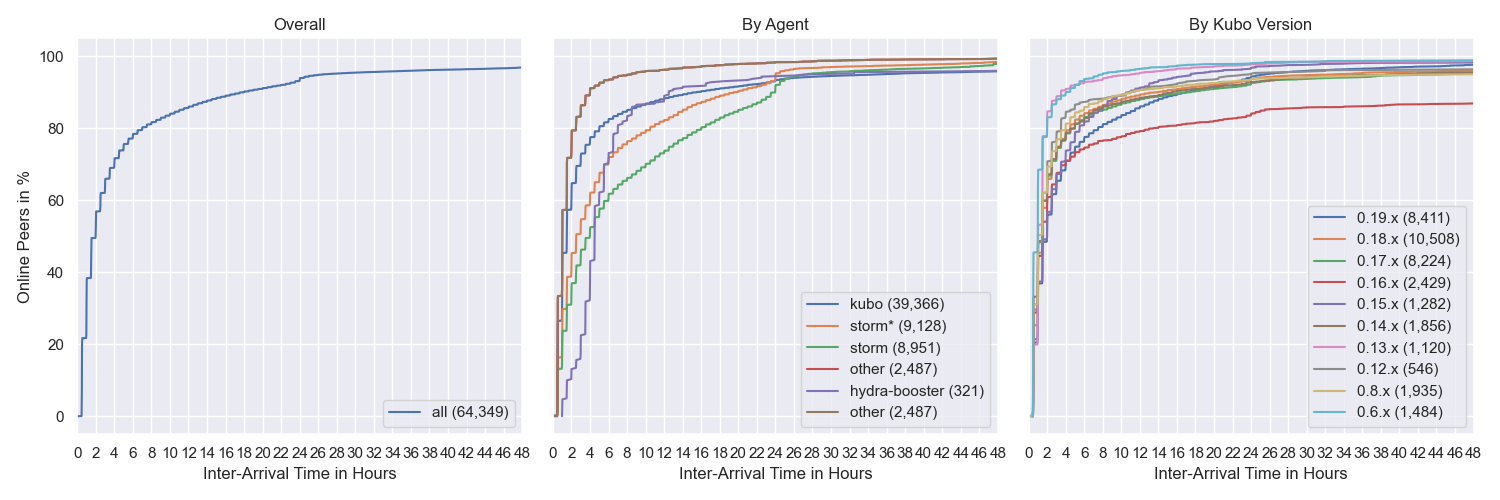 Overall
By Agent
By Kubo Version
Online Peers in %
100
80
60
40
20
0
all (64,349)
0 2 4 6 8 10 12 14 16 18 20 22 24 26 28 30 32 34 36 38 40 42 44 46 48
Inter-Arrival Time in Hours
kubo (39,366)
storm* (9,128)
storm (8,951)
other (2,487)
hydra-booster (321)
other (2,487)
0 2 4 6 8 10 12 14 16 18 20 22 24 26 28 30 32 34 36 38 40 42 44 46 48
Inter-Arrival Time in Hours
0.19.x (8,411)
0.18.x (10,508)
0.17.x (8,224)
0.16.x (2,429)
0.15.x (1,282)
0.14.x (1,856)
0.13.x (1,120)
0.12.x (546)
0.8.x (1,935)
0.6.x (1,484)
0 2 4 6 8 10 12 14 16 18 20 22 24 26 28 30 32 34 36 38 40 42 44 46 48
Inter-Arrival Time in Hours